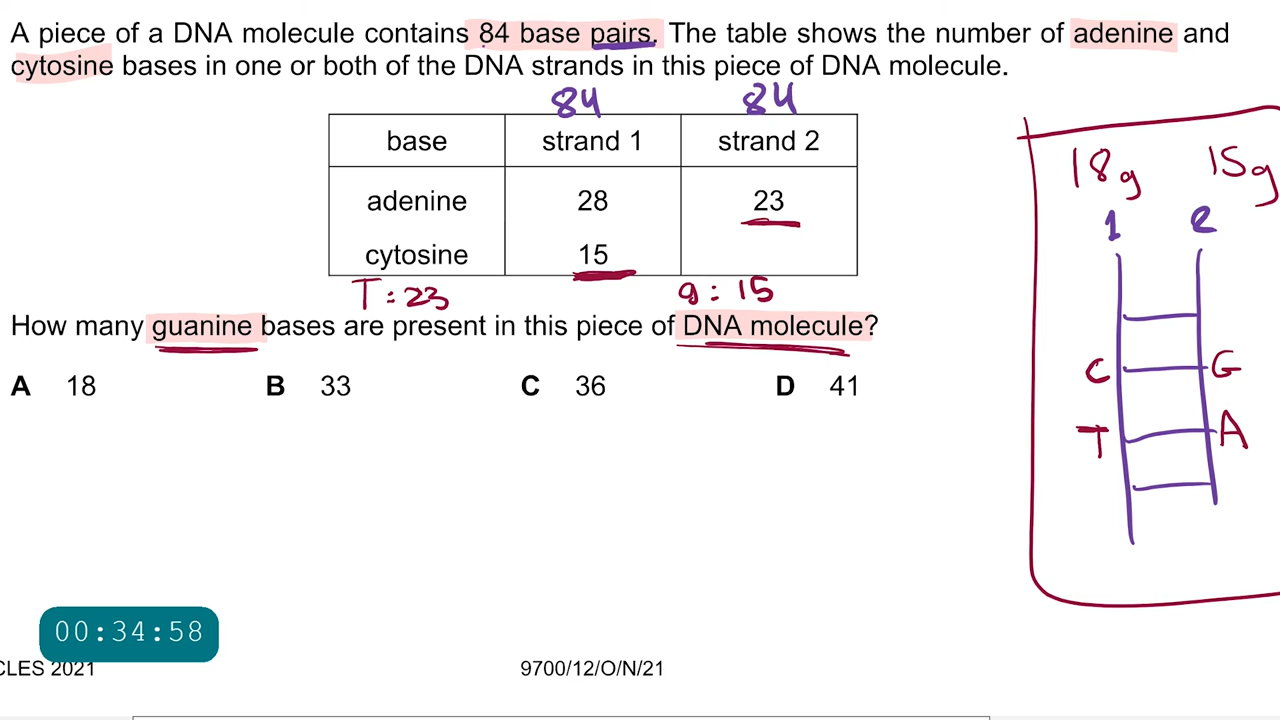 A piece of a DNA molecule contains 84 base pairs. The table shows the number of adenine and
cytosine bases in one or both of the DNA strands in this piece of DNA molecule.
84 84
base strand 1 strand 2
adenine 28 23
cytosine 15
T : 23 g : 15
How many guanine bases are present in this piece of DNA molecule?
A 18 B 33 C 36 D 41
18g 15g
1 2
C G
T A
00:34:58
CLES 2021 9700/12/O/N/21